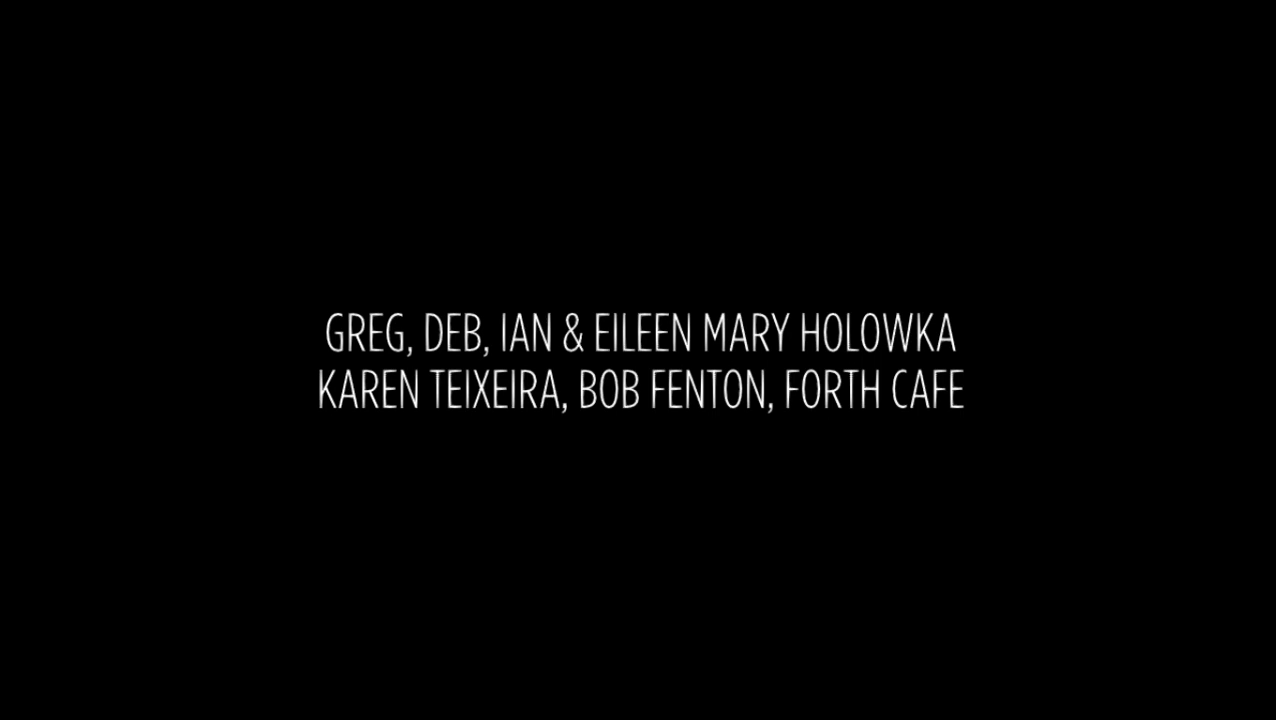 GREG, DEB, IAN & EILEEN MARY HOLOWKA
KAREN TEIXEIRA, BOB FENTON, FORTH CAFE